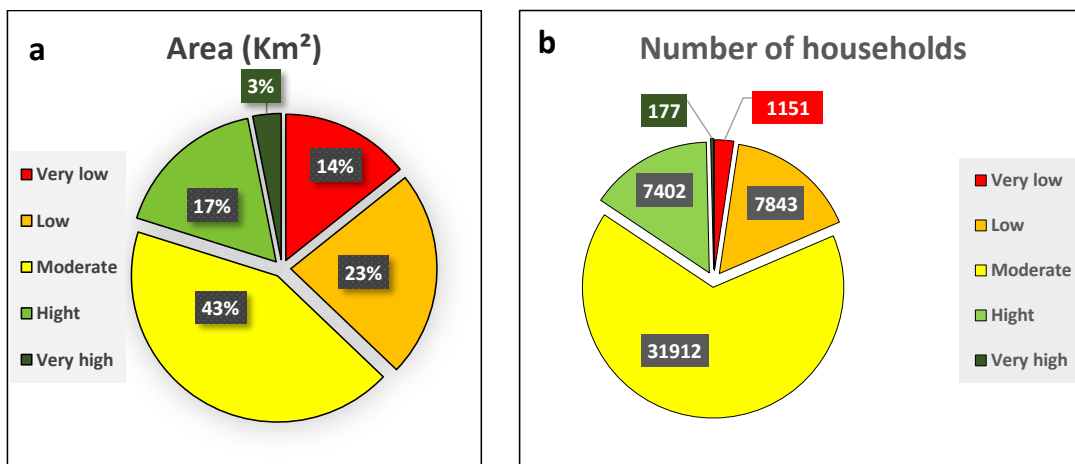 a
Area (Km²)
3%
14%
17%
23%
43%
Very low
Low
Moderate
Hight
Very high
b
Number of households
177
1151
7402
7843
31912
Very low
Low
Moderate
Hight
Very high